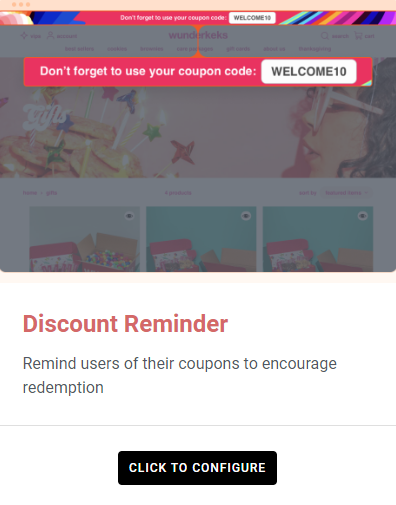 Don't forget to use your coupon code: WELCOME10
wunderkeks
Don't forget to use your coupon code: WELCOME10
Gifts
Discount Reminder
Remind users of their coupons to encourage
redemption
CLICK TO CONFIGURE